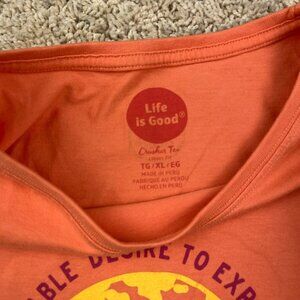 Life
is Good®
Crusher Tee
TG/XL/EG
MADE IN PERU
FABRIQUÉ AU PÉROU
HECHO EN PERÚ
ABLE DESIRE TO EXP